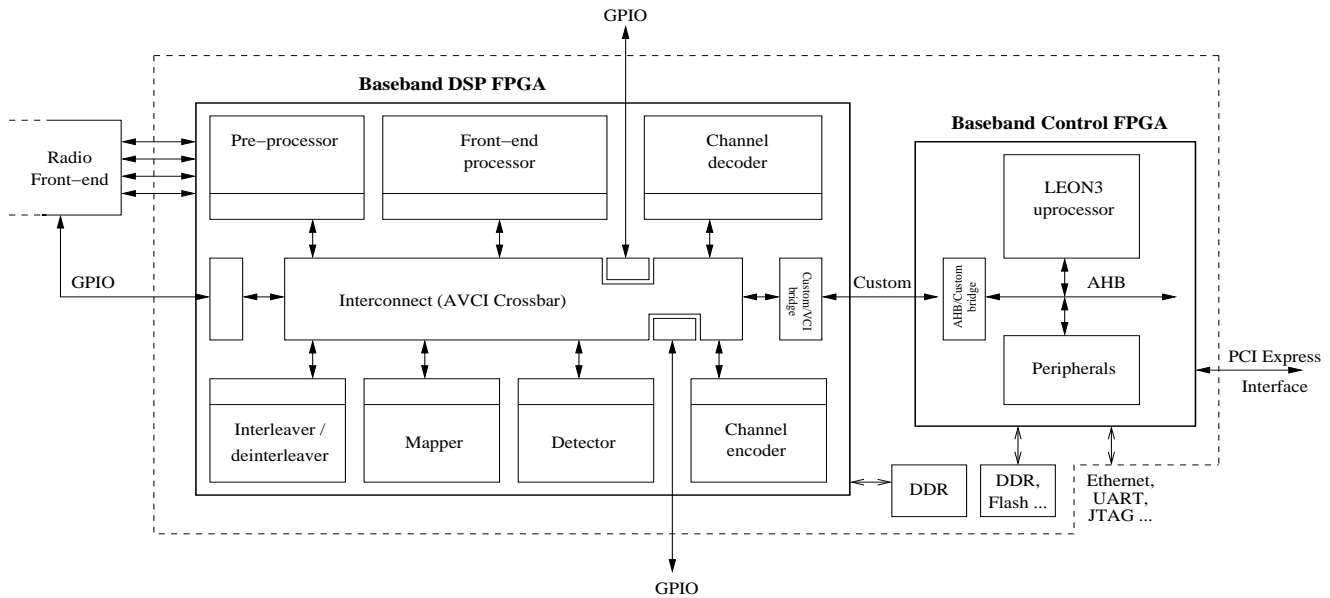 GPIO
Baseband DSP FPGA
Baseband Control FPGA
Radio
Front−end
Pre−processor
Front−end
processor
Channel
decoder
LEON3
uprocessor
GPIO
Interconnect (AVCI Crossbar)
Custom/VCI
bridge
Custom
AHB/Custom
bridge
AHB
Peripherals
PCI Express
Interface
Interleaver /
deinterleaver
Mapper
Detector
Channel
encoder
DDR
DDR,
Flash ...
Ethernet,
UART,
JTAG ...
GPIO